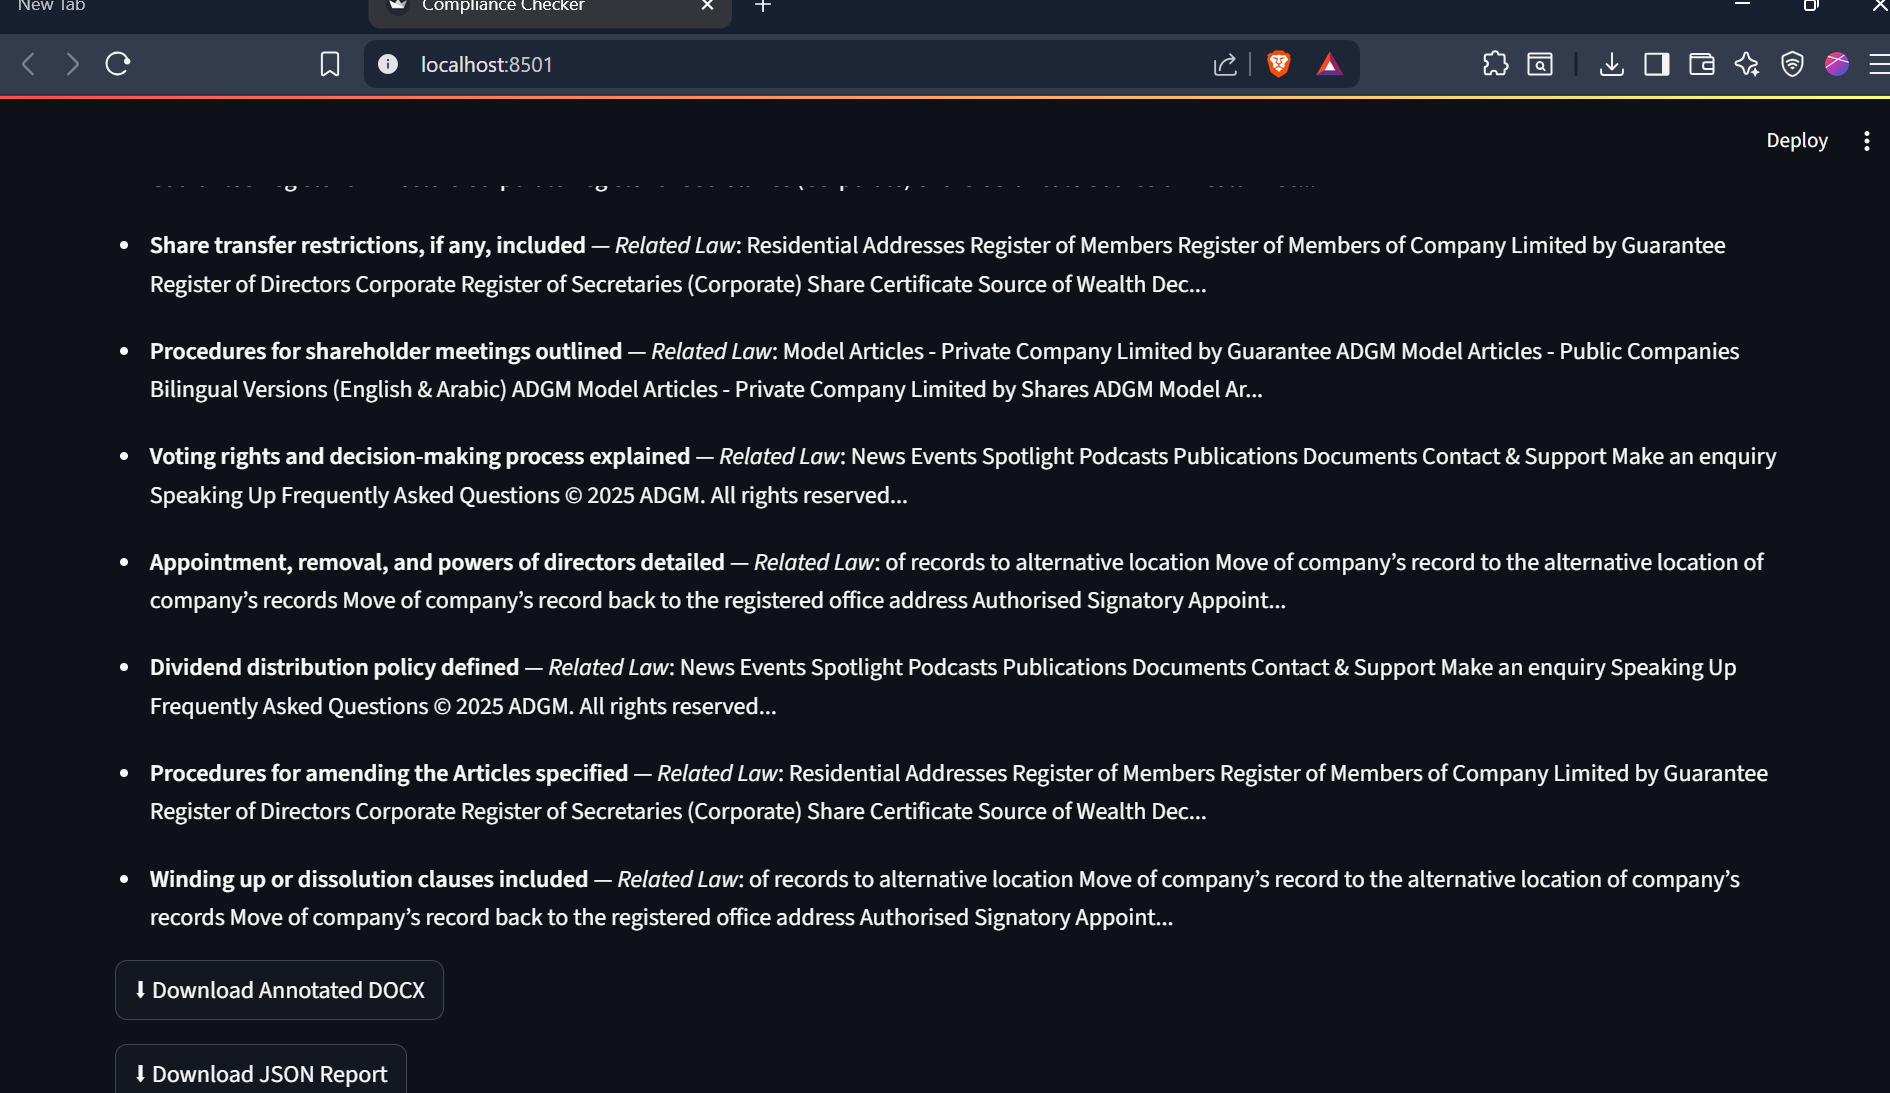 New Tab
Compliance Checker
localhost:8501
Deploy
• Share transfer restrictions, if any, included — Related Law: Residential Addresses Register of Members Register of Members of Company Limited by Guarantee
Register of Directors Corporate Register of Secretaries (Corporate) Share Certificate Source of Wealth Dec...
• Procedures for shareholder meetings outlined — Related Law: Model Articles - Private Company Limited by Guarantee ADGM Model Articles - Public Companies
Bilingual Versions (English & Arabic) ADGM Model Articles - Private Company Limited by Shares ADGM Model Ar...
• Voting rights and decision-making process explained — Related Law: News Events Spotlight Podcasts Publications Documents Contact & Support Make an enquiry
Speaking Up Frequently Asked Questions © 2025 ADGM. All rights reserved...
• Appointment, removal, and powers of directors detailed — Related Law: of records to alternative location Move of company’s record to the alternative location of
company’s records Move of company’s record back to the registered office address Authorised Signatory Appoint...
• Dividend distribution policy defined — Related Law: News Events Spotlight Podcasts Publications Documents Contact & Support Make an enquiry Speaking Up
Frequently Asked Questions © 2025 ADGM. All rights reserved...
• Procedures for amending the Articles specified — Related Law: Residential Addresses Register of Members Register of Members of Company Limited by Guarantee
Register of Directors Corporate Register of Secretaries (Corporate) Share Certificate Source of Wealth Dec...
• Winding up or dissolution clauses included — Related Law: of records to alternative location Move of company’s record to the alternative location of company’s
records Move of company’s record back to the registered office address Authorised Signatory Appoint...
⬇ Download Annotated DOCX
⬇ Download JSON Report